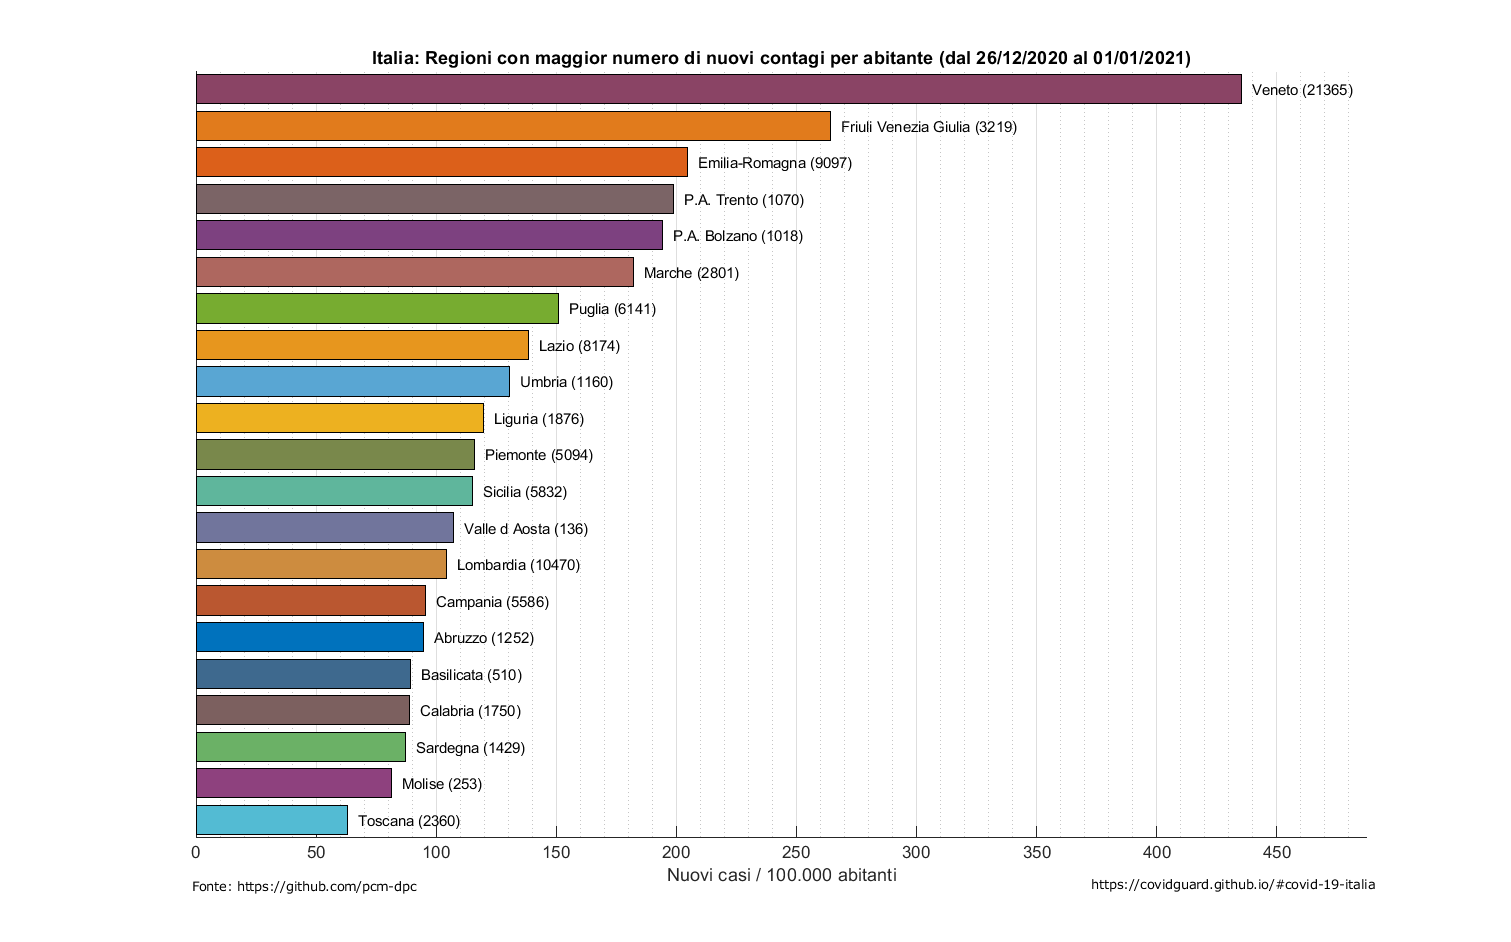 Italia: Regioni con maggior numero di nuovi contagi per abitante (dal 26/12/2020 al 01/01/2021)
Veneto (21365)
Friuli Venezia Giulia (3219)
Emilia-Romagna (9097)
P.A. Trento (1070)
P.A. Bolzano (1018)
Marche (2801)
Puglia (6141)
Lazio (8174)
Umbria (1160)
Liguria (1876)
Piemonte (5094)
Sicilia (5832)
Valle d Aosta (136)
Lombardia (10470)
Campania (5586)
Abruzzo (1252)
Basilicata (510)
Calabria (1750)
Sardegna (1429)
Molise (253)
Toscana (2360)
0 50 100 150 200 250 300 350 400 450
Nuovi casi / 100.000 abitanti
Fonte: https://github.com/pcm-dpc
https://covidguard.github.io/#covid-19-italia